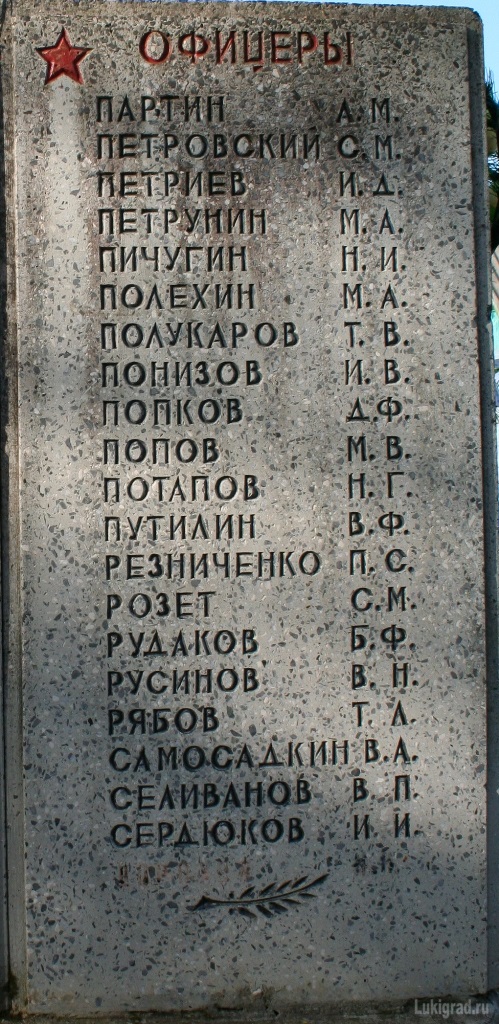 ОФИЦЕРЫ
ПАРТИН А. М.
ПЕТРОВСКИЙ С. М.
ПЕТРИЕВ И. Д.
ПЕТРУНИН М. А.
ПИЧУГИН Н. И.
ПОЛЕХИН М. А.
ПОЛУКАРОВ Т. В.
ПОНИЗОВ И. В.
ПОПКОВ Д. Ф.
ПОПОВ М. В.
ПОТАПОВ Н. Г.
ПУТИЛИН В. Ф.
РЕЗНИЧЕНКО П. С.
РОЗЕТ С. М.
РУДАКОВ Б. Ф.
РУСИНОВ В. Н.
РЯБОВ Т. Л.
САМОСАДКИН В. А.
СЕЛИВАНОВ В. П.
СЕРДЮКОВ И. И.
Lukigrad.ru